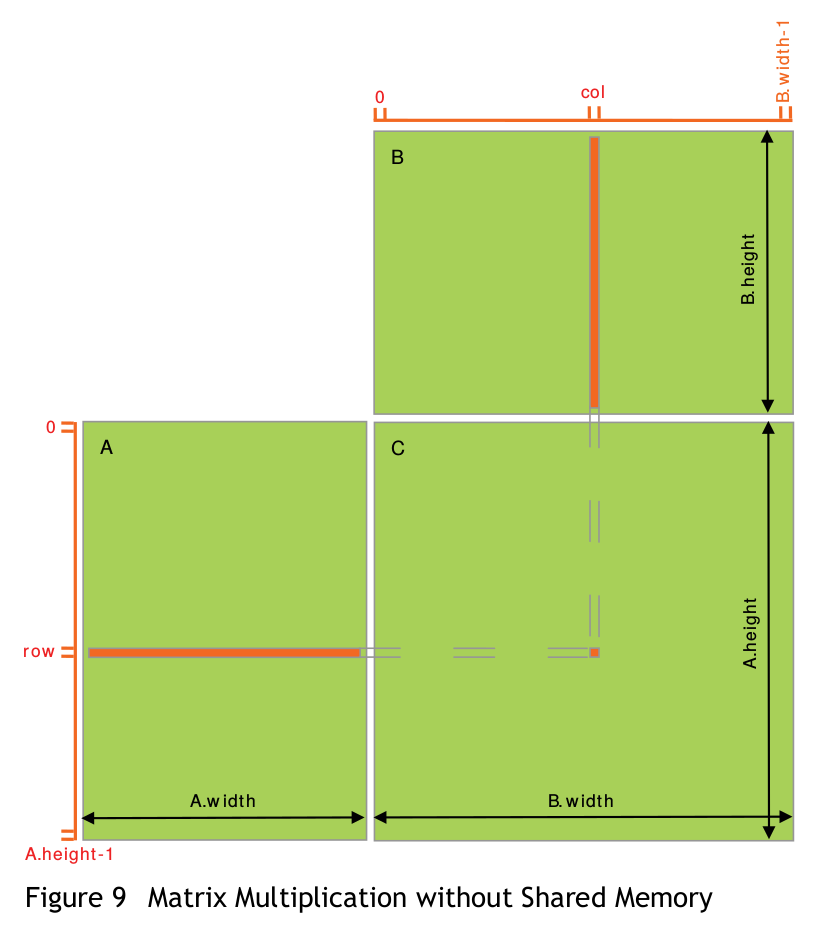 B.width-1
0
col
B
B.height
0
A
C
row
A.height
A.width
B.width
A.height-1
Figure 9 Matrix Multiplication without Shared Memory